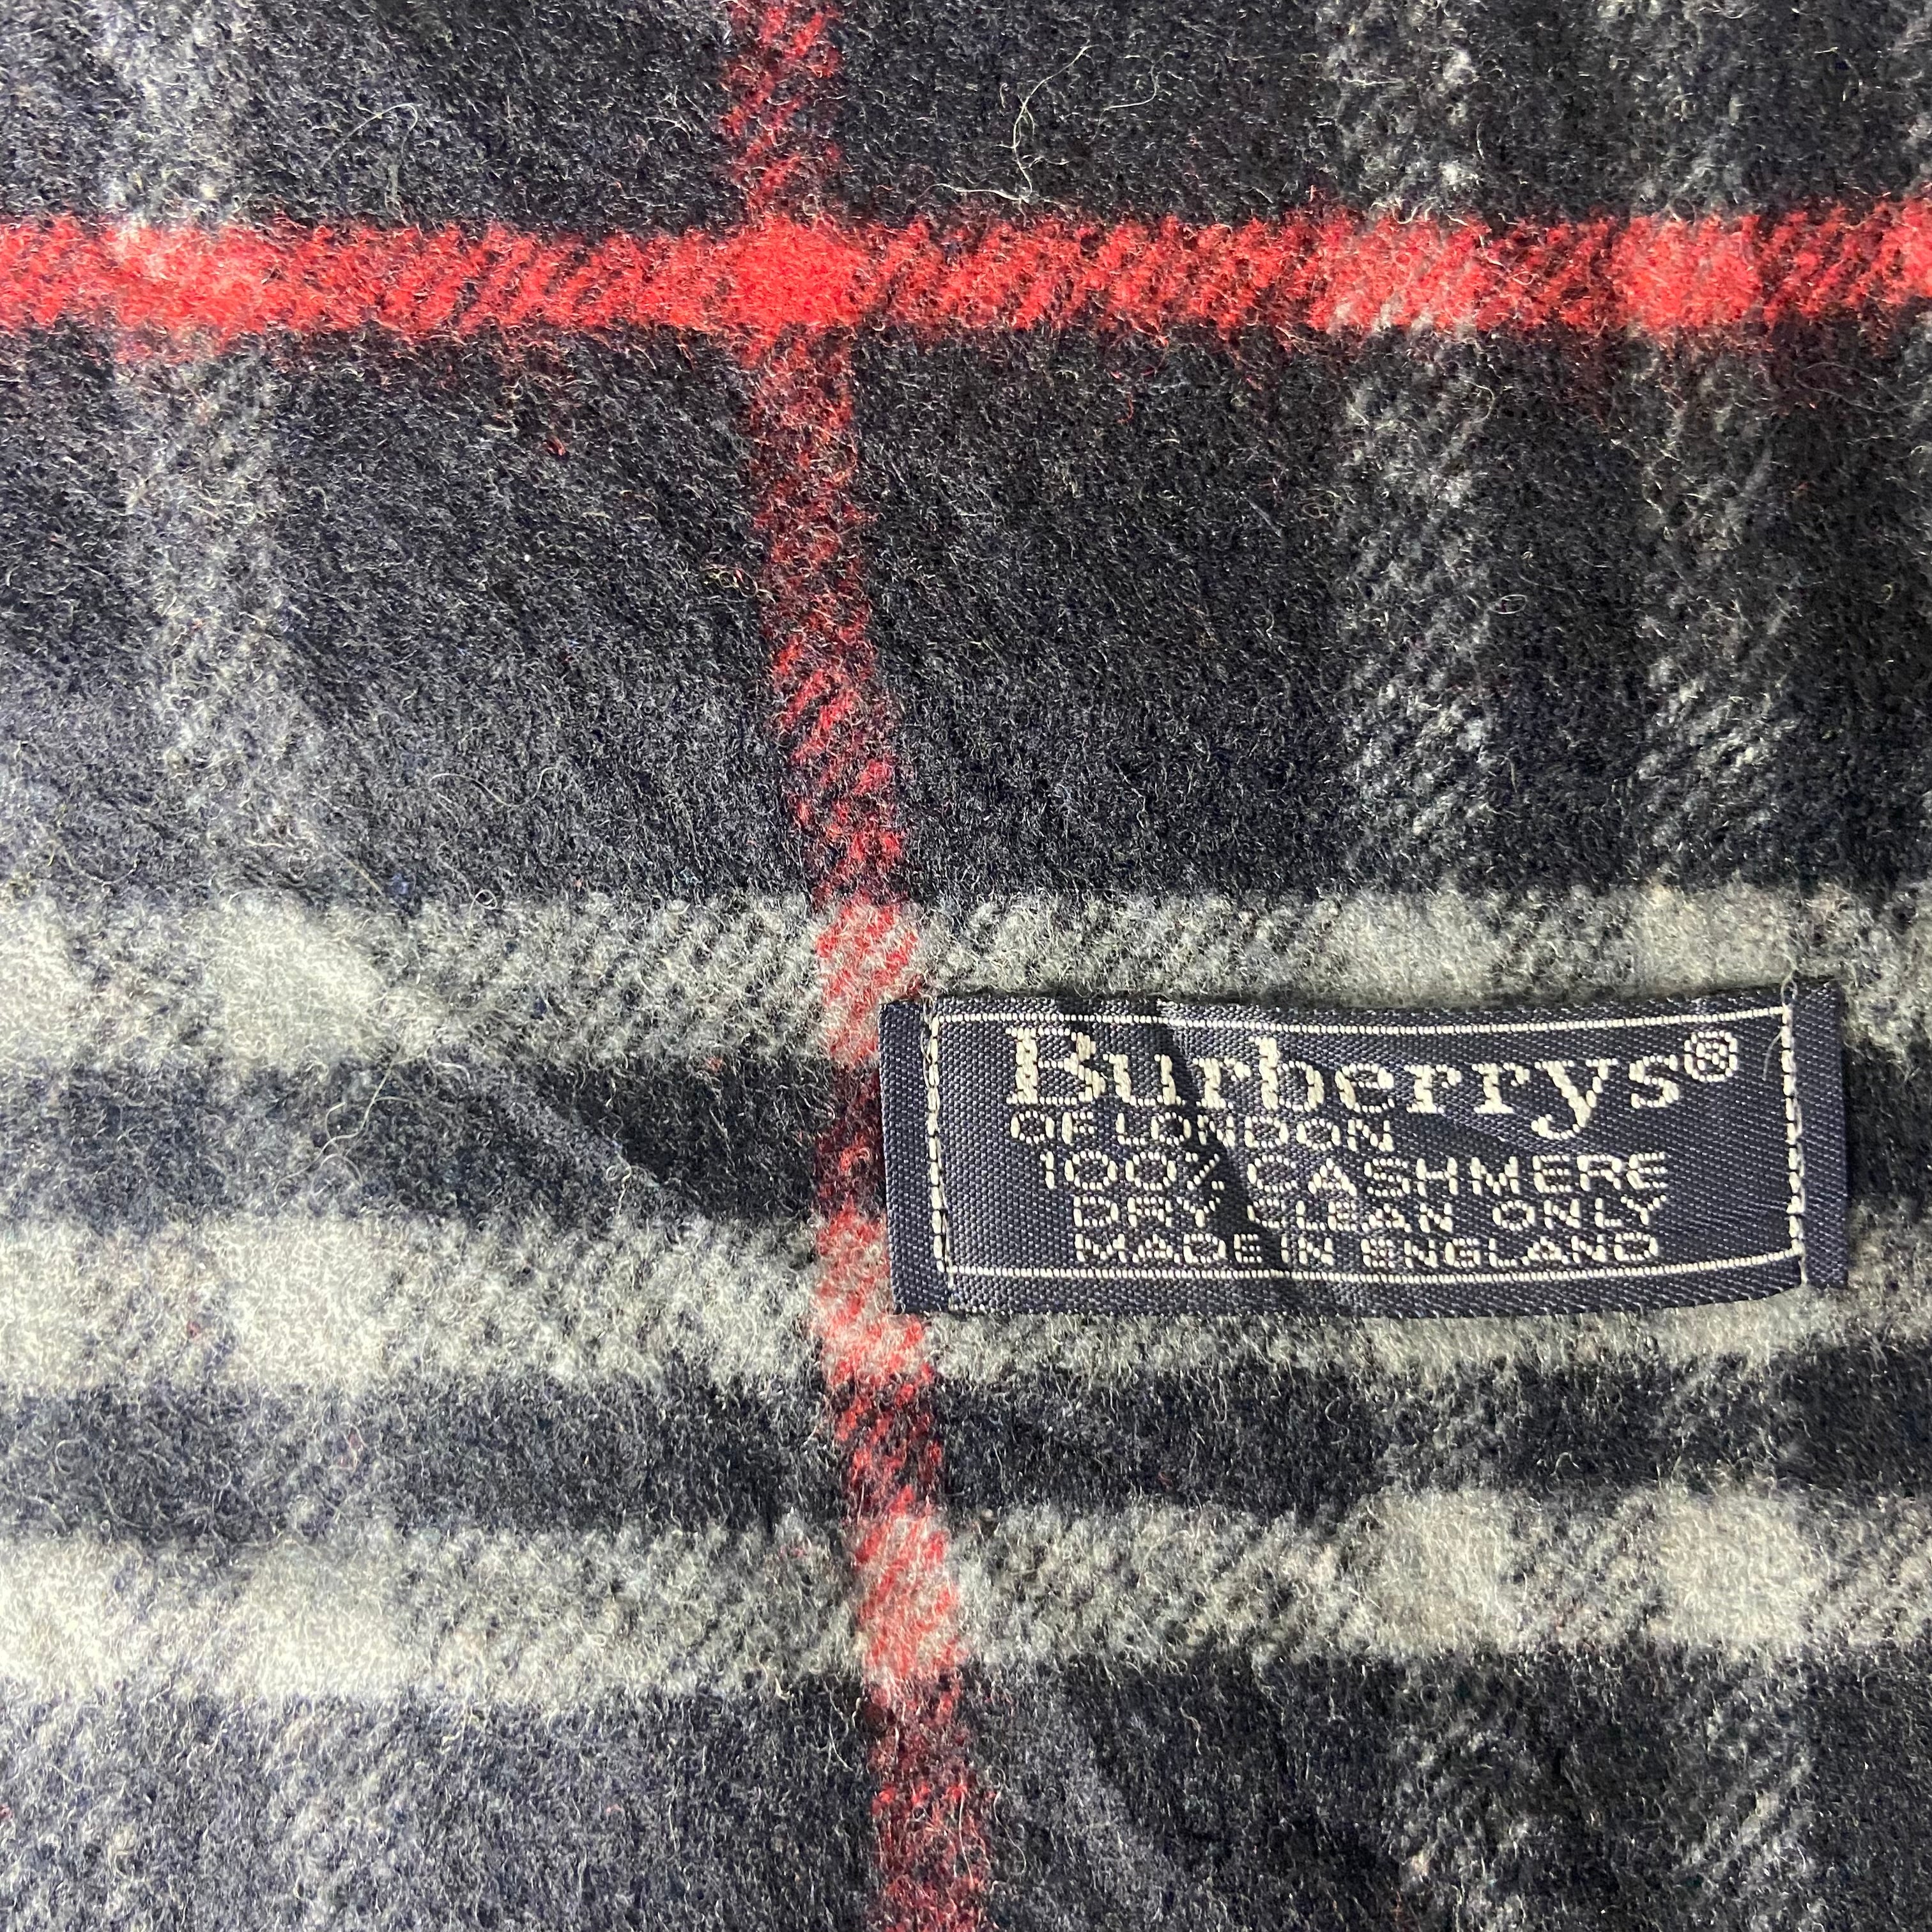 Burberrys®
OF LONDON
100% CASHMERE
DRY CLEAN ONLY
MADE IN ENGLAND